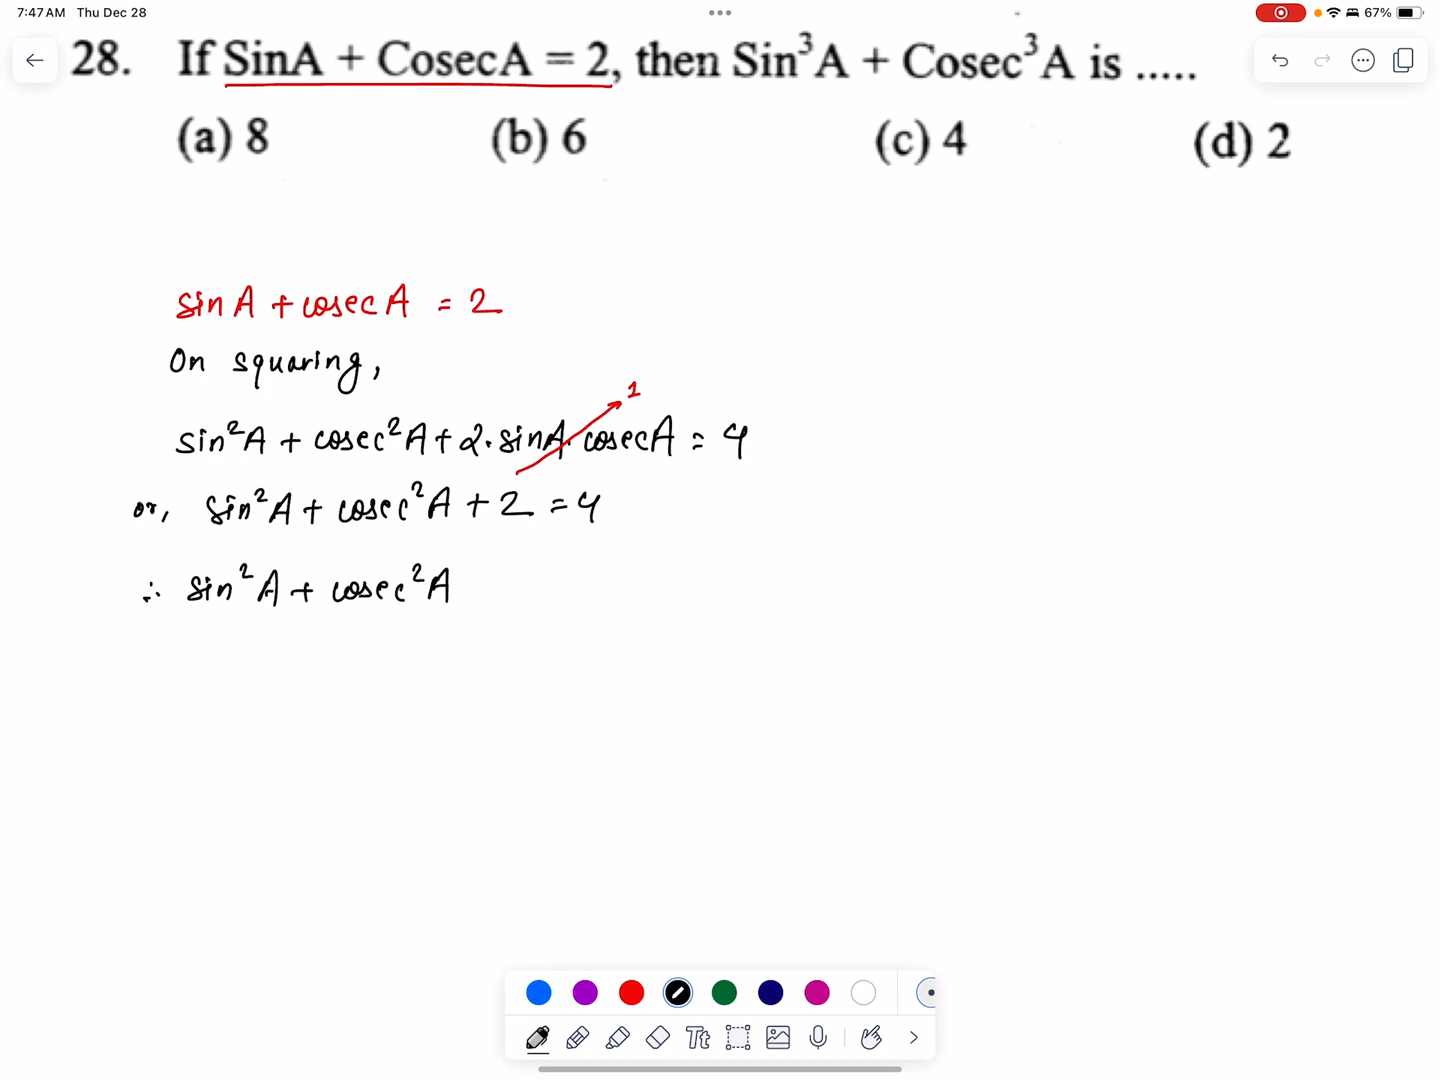 7:47 AM Thu Dec 28
67%
28. If SinA + CosecA = 2, then Sin³A + Cosec³A is .....
(a) 8 (b) 6 (c) 4 (d) 2
sin A + cosec A = 2
On squaring,
1
sin²A + cosec²A + 2. sinA. cosecA = 4
or, sin²A + cosec²A + 2 = 4
∴ sin²A + cosec²A
Tt